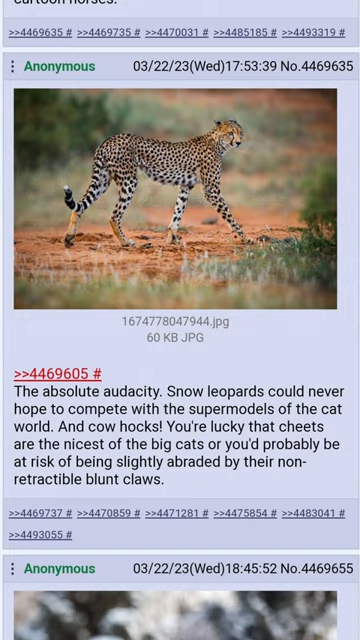 cartoon horses.
>>4469635 # >>4469735 # >>4470031 # >>4485185 # >>4493319 #
⋮ Anonymous 03/22/23(Wed)17:53:39 No.4469635
1674778047944.jpg
60 KB JPG
>>4469605 #
The absolute audacity. Snow leopards could never
hope to compete with the supermodels of the cat
world. And cow hocks! You're lucky that cheets
are the nicest of the big cats or you'd probably be
at risk of being slightly abraded by their non-
retractible blunt claws.
>>4469737 # >>4470859 # >>4471281 # >>4475854 # >>4483041 #
>>4493055 #
⋮ Anonymous 03/22/23(Wed)18:45:52 No.4469655